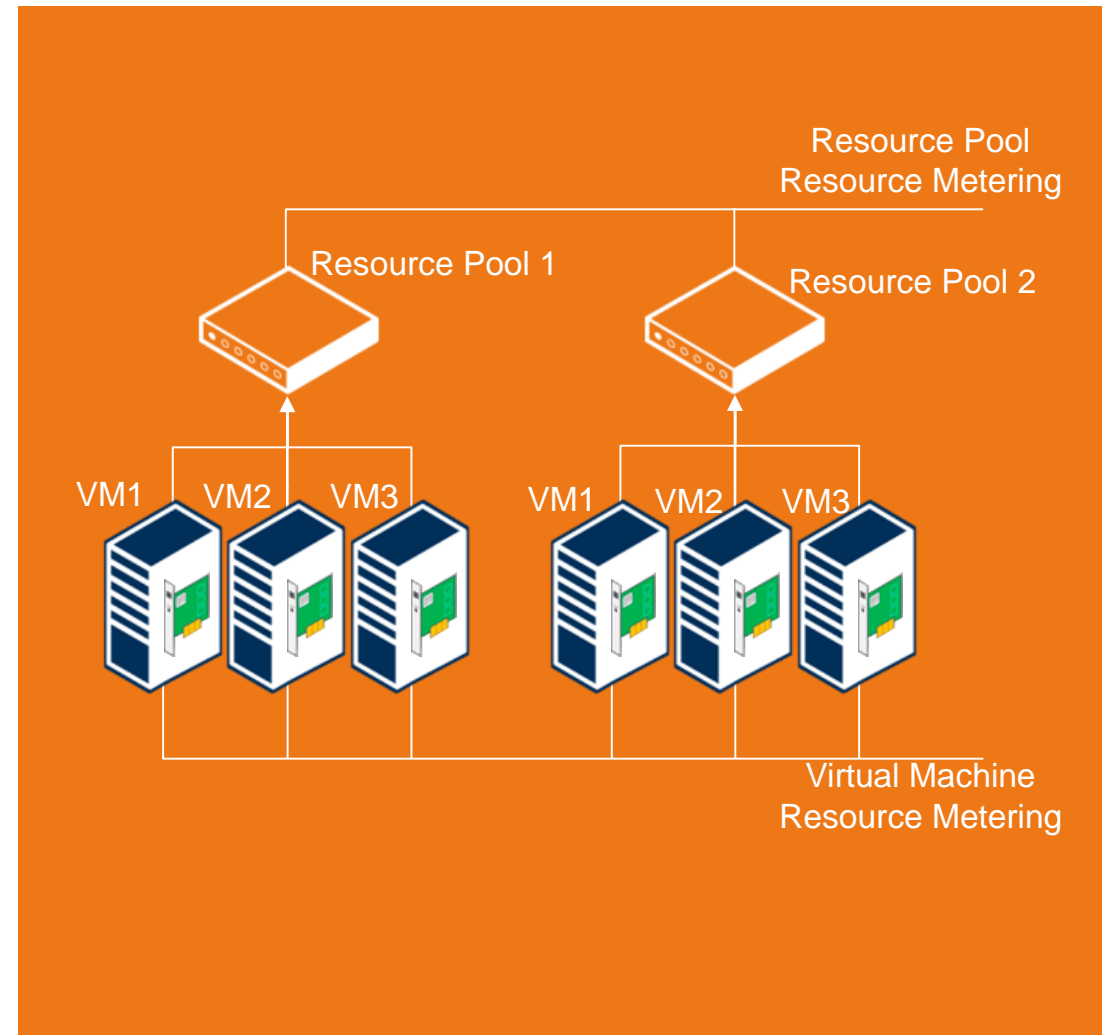 Resource Pool
Resource Metering
Resource Pool 1
Resource Pool 2
VM1 VM2 VM3 VM1 VM2 VM3
Virtual Machine
Resource Metering